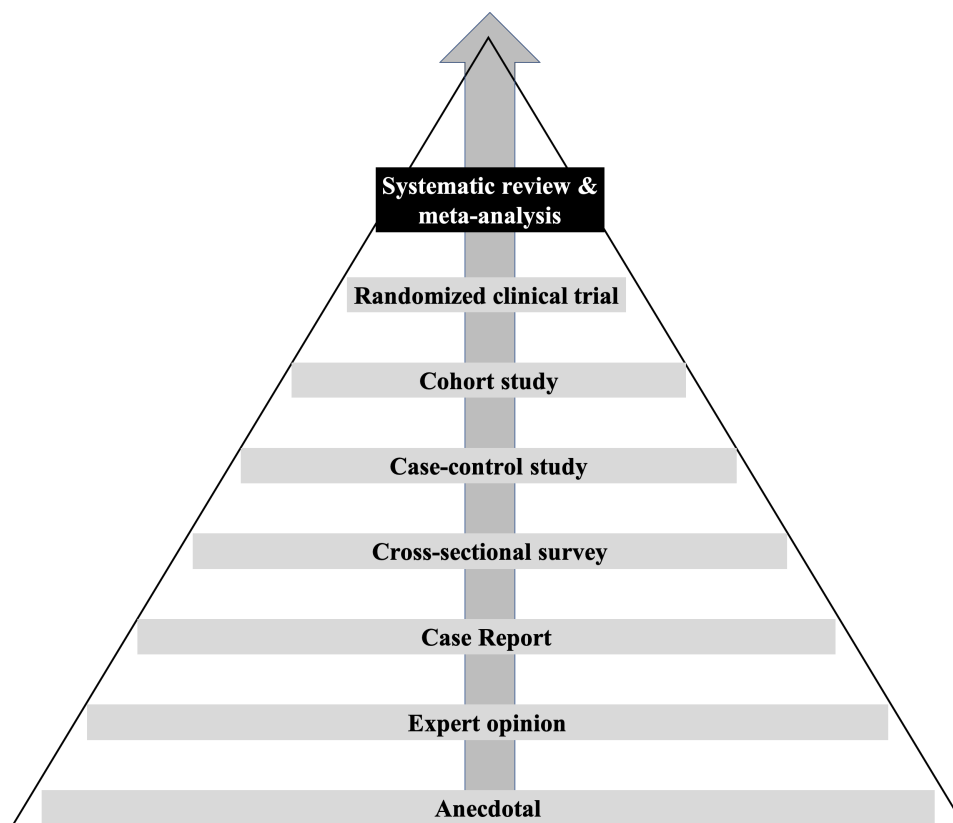 Systematic review &
meta-analysis
Randomized clinical trial
Cohort study
Case-control study
Cross-sectional survey
Case Report
Expert opinion
Anecdotal